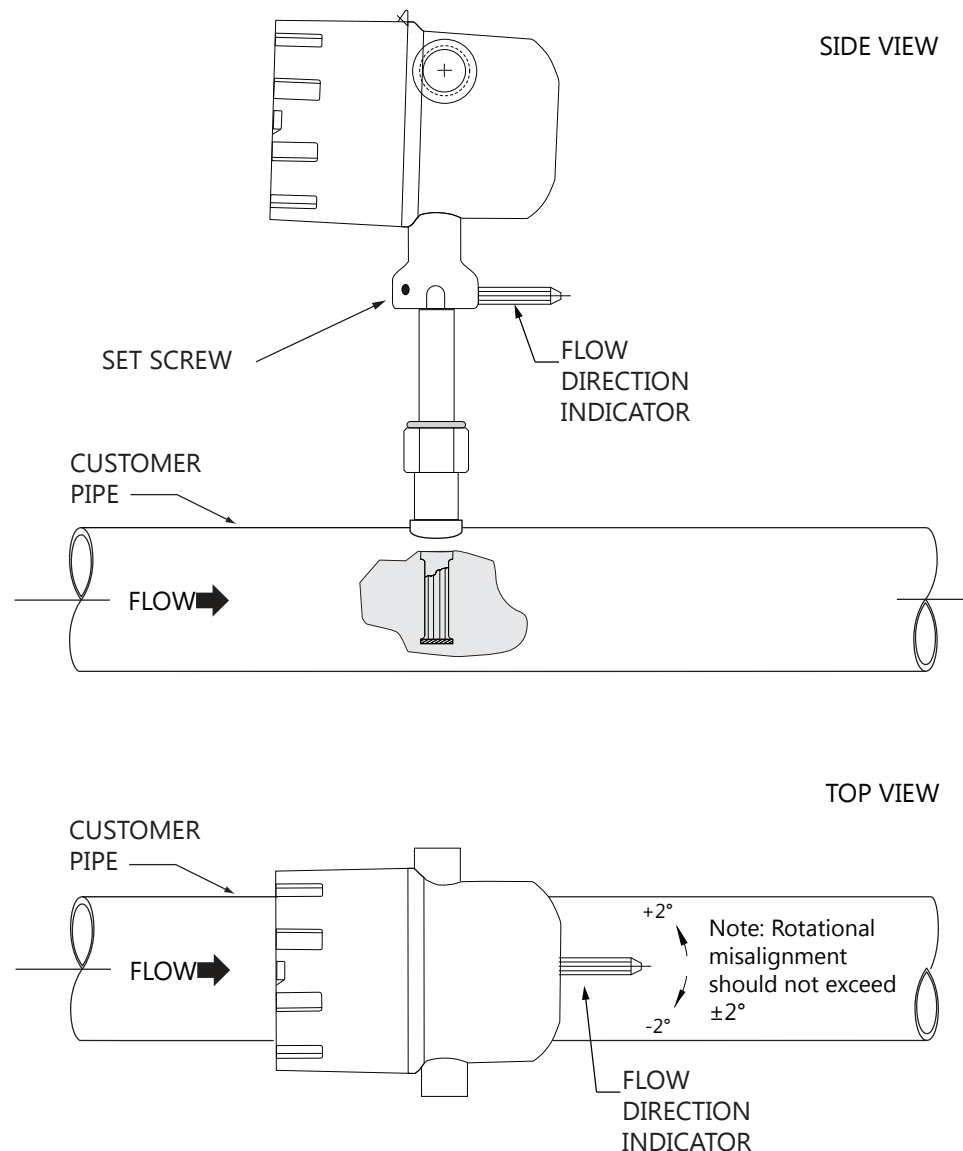 SIDE VIEW
SET SCREW
FLOW
DIRECTION
INDICATOR
CUSTOMER
PIPE
FLOW
TOP VIEW
CUSTOMER
PIPE
FLOW
+2°
-2°
Note: Rotational
misalignment
should not exceed
±2°
FLOW
DIRECTION
INDICATOR